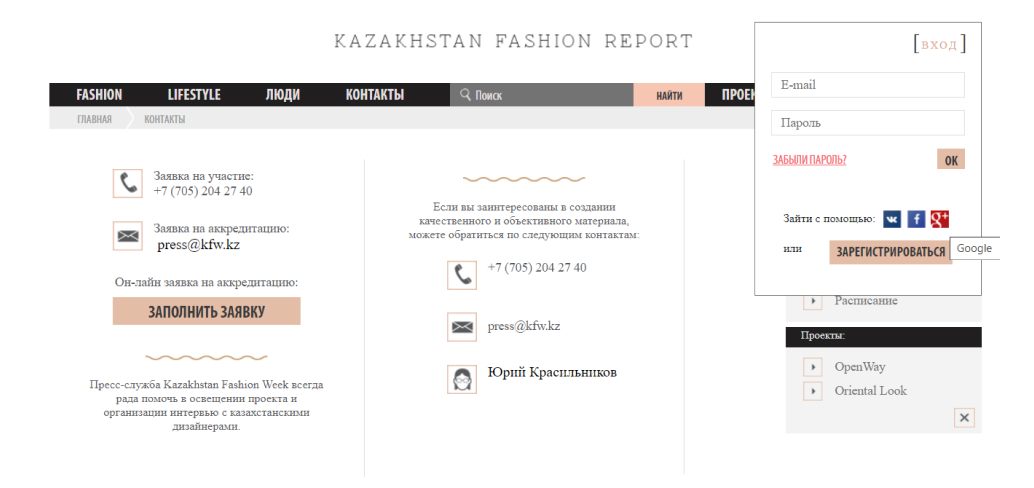 KAZAKHSTAN FASHION REPORT
FASHION LIFESTYLE ЛЮДИ КОНТАКТЫ Поиск НАЙТИ
ГЛАВНАЯ КОНТАКТЫ
Заявка на участие:
+7 (705) 204 27 40
Заявка на аккредитацию:
press@kfw.kz
Он-лайн заявка на аккредитацию:
ЗАПОЛНИТЬ ЗАЯВКУ
Пресс-служба Kazakhstan Fashion Week всегда
рада помочь в освещении проекта и
организации интервью с казахстанскими
дизайнерами.
Если вы заинтересованы в создании
качественного и объективного материала,
можете обратиться по следующим контактам:
+7 (705) 204 27 40
press@kfw.kz
Юрий Красильников
[вход]
E-mail
Пароль
ЗАБЫЛИ ПАРОЛЬ? ОК
Зайти с помощью:
или ЗАРЕГИСТРИРОВАТЬСЯ Google
Расписание
Проекты:
OpenWay
Oriental Look